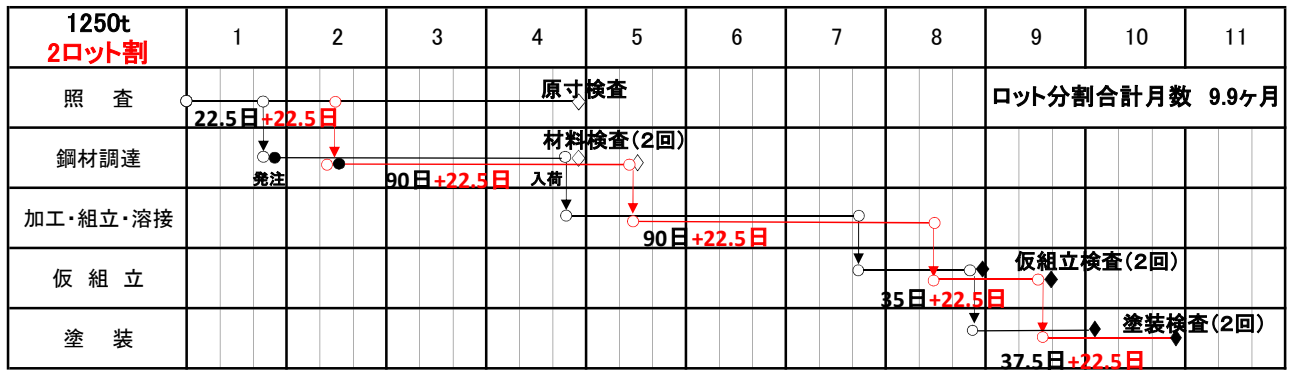 1250t
2ロット割
1 2 3 4 5 6 7 8 9 10 11
照 査
原寸検査
ロット分割合計月数 9.9ヶ月
22.5日+22.5日
鋼材調達
材料検査(2回)
発注
90日+22.5日
入荷
加工・組立・溶接
90日+22.5日
仮 組 立
仮組立検査(2回)
35日+22.5日
塗 装
塗装検査(2回)
37.5日+22.5日